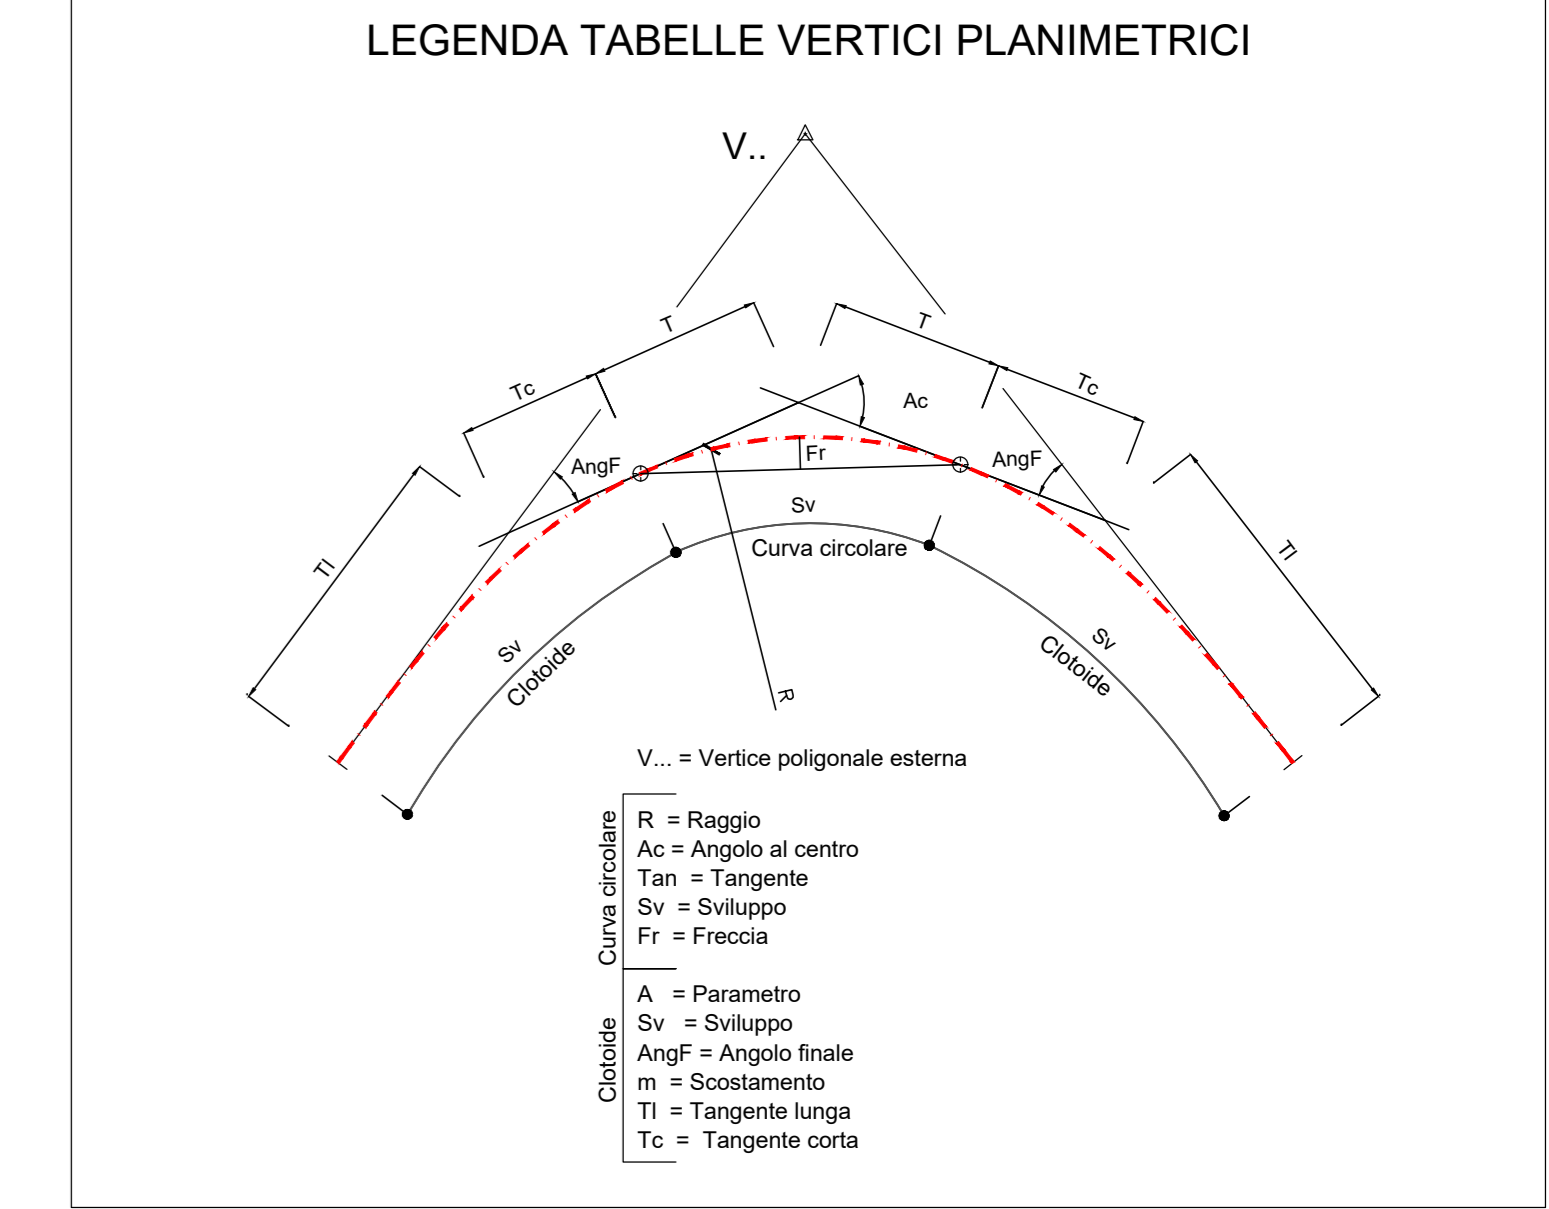 LEGENDA TABELLE VERTICI PLANIMETRICI
V..
T
T
Tc
Tc
Ac
AngF
Fr
AngF
Sv
Curva circolare
Tl
Tl
Sv
Clotoide
Sv
Clotoide
R
V... = Vertice poligonale esterna
Curva circolare
R = Raggio
Ac = Angolo al centro
Tan = Tangente
Sv = Sviluppo
Fr = Freccia
Clotoide
A = Parametro
Sv = Sviluppo
AngF = Angolo finale
m = Scostamento
Tl = Tangente lunga
Tc = Tangente corta